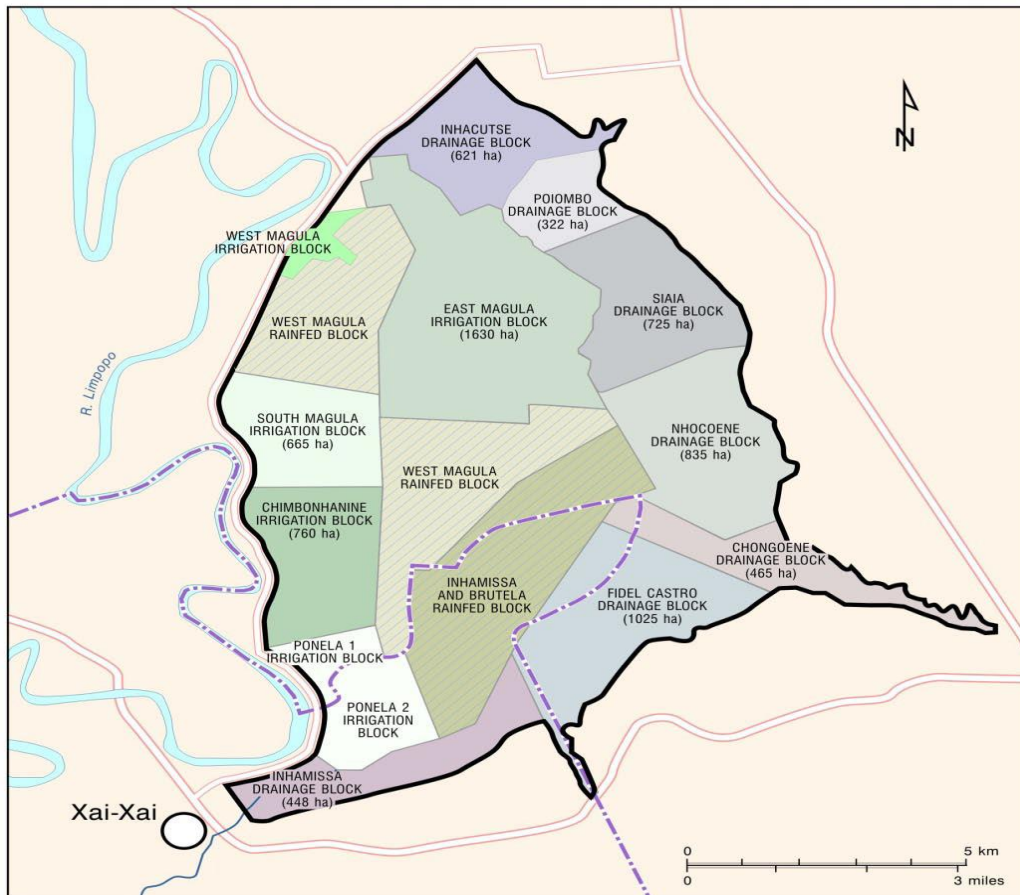 N
INHACUTSE
DRAINAGE BLOCK
(621 ha)
POIOMBO
DRAINAGE BLOCK
(322 ha)
WEST MAGULA
IRRIGATION BLOCK
SIAIA
DRAINAGE BLOCK
(725 ha)
EAST MAGULA
IRRIGATION BLOCK
(1630 ha)
WEST MAGULA
RAINFED BLOCK
R. Limpopo
SOUTH MAGULA
IRRIGATION BLOCK
(665 ha)
NHOCOENE
DRAINAGE BLOCK
(835 ha)
WEST MAGULA
RAINFED BLOCK
CHIMBONHANINE
IRRIGATION BLOCK
(760 ha)
CHONGOENE
DRAINAGE BLOCK
(465 ha)
INHAMISSA
AND BRUTELA
RAINFED BLOCK
FIDEL CASTRO
DRAINAGE BLOCK
(1025 ha)
PONELA 1
IRRIGATION BLOCK
PONELA 2
IRRIGATION
BLOCK
INHAMISSA
DRAINAGE BLOCK
(448 ha)
Xai-Xai
0 5 km
0 3 miles